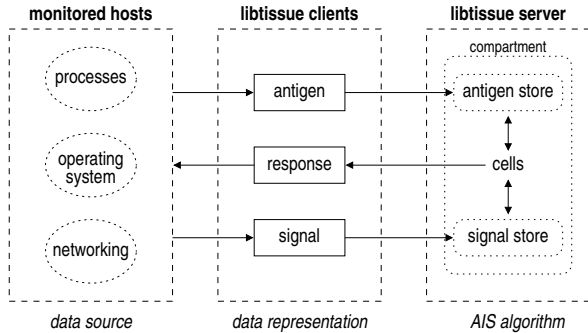 monitored hosts
libtissue clients
libtissue server
compartment
processes
antigen
antigen store
operating
system
response
cells
networking
signal
signal store
data source
data representation
AIS algorithm